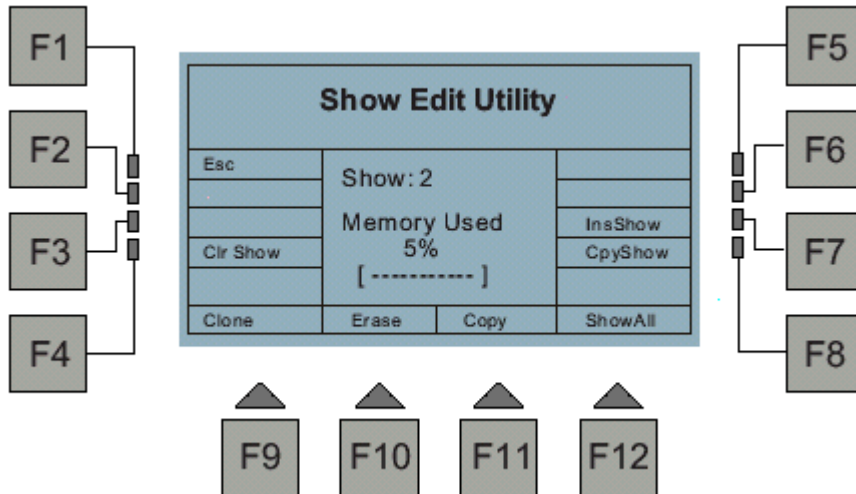 F1
F2
F3
F4
Show Edit Utility
Esc
Clr Show
Show: 2
Memory Used
5%
[ ----------- ]
InsShow
CpyShow
Clone
Erase
Copy
ShowAll
F5
F6
F7
F8
F9
F10
F11
F12